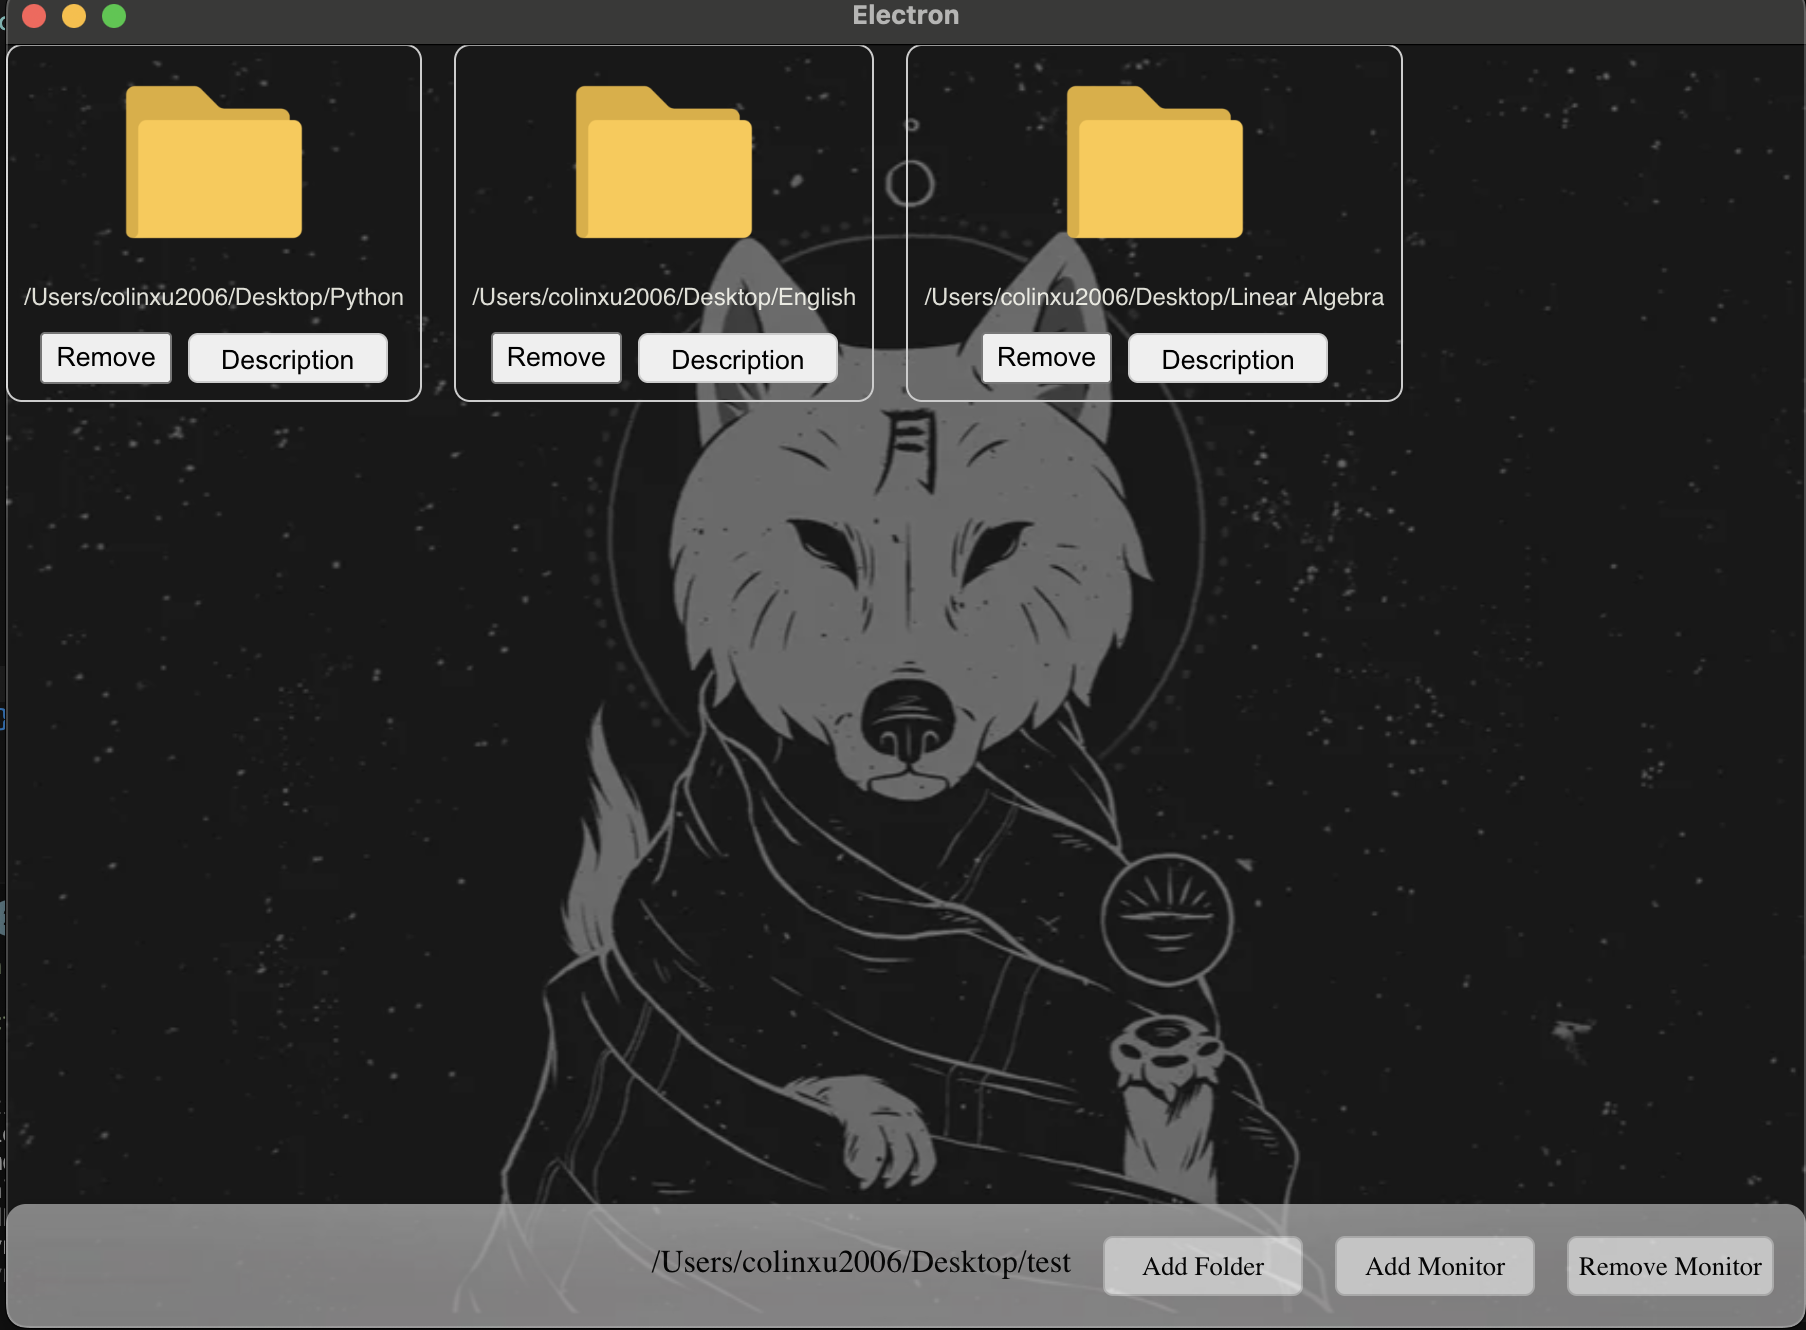 Electron
/Users/colinxu2006/Desktop/Python
Remove
Description
/Users/colinxu2006/Desktop/English
Remove
Description
/Users/colinxu2006/Desktop/Linear Algebra
Remove
Description
月
/Users/colinxu2006/Desktop/test
Add Folder
Add Monitor
Remove Monitor